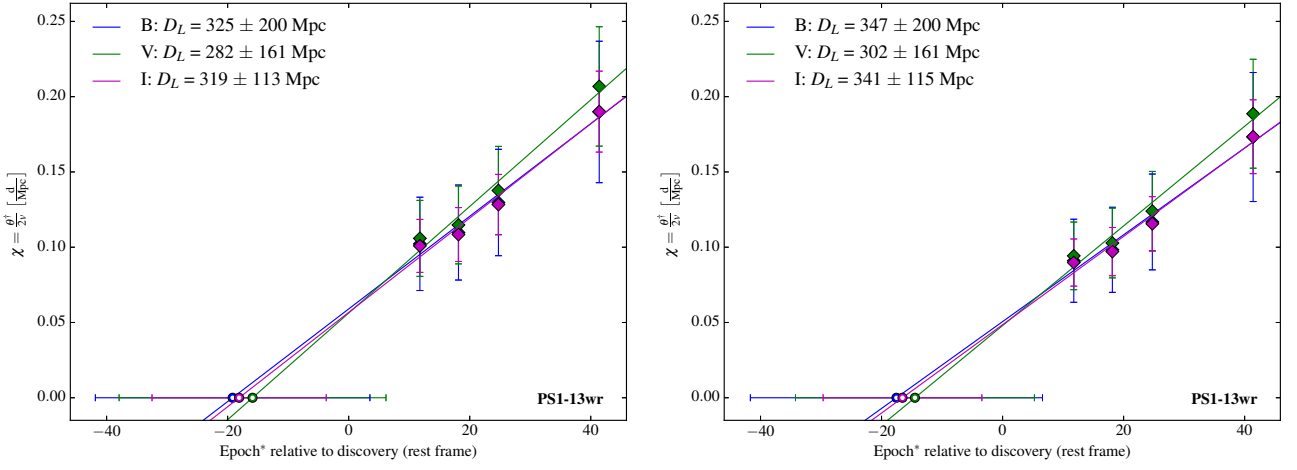 B: D_L = 325 ± 200 Mpc
V: D_L = 282 ± 161 Mpc
I: D_L = 319 ± 113 Mpc
0.25
0.20
0.15
0.10
0.05
0.00
χ = θ†/2ν [d/Mpc]
PS1-13wr
−40 −20 0 20 40
Epoch* relative to discovery (rest frame)
B: D_L = 347 ± 200 Mpc
V: D_L = 302 ± 161 Mpc
I: D_L = 341 ± 115 Mpc
0.25
0.20
0.15
0.10
0.05
0.00
χ = θ†/2ν [d/Mpc]
PS1-13wr
−40 −20 0 20 40
Epoch* relative to discovery (rest frame)